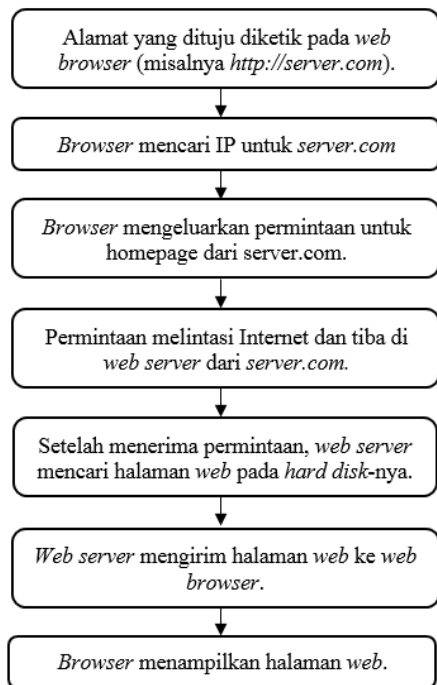 Alamat yang dituju diketik pada web
browser (misalnya http://server.com).
Browser mencari IP untuk server.com
Browser mengeluarkan permintaan untuk
homepage dari server.com.
Permintaan melintasi Internet dan tiba di
web server dari server.com.
Setelah menerima permintaan, web server
mencari halaman web pada hard disk-nya.
Web server mengirim halaman web ke web
browser.
Browser menampilkan halaman web.